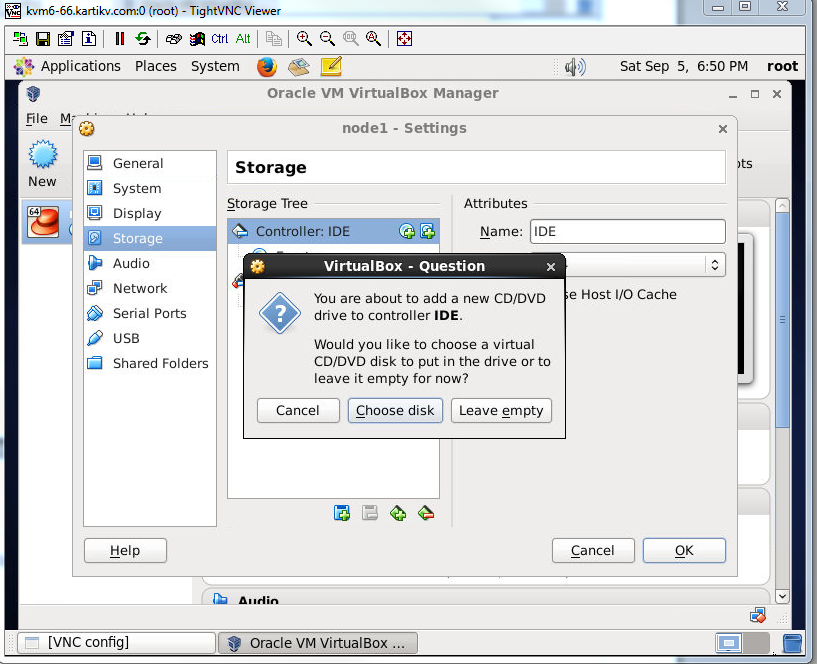 kvm6-66.kartikv.com:0 (root) - TightVNC Viewer
Ctrl Alt
Applications Places System Sat Sep 5, 6:50 PM root
Oracle VM VirtualBox Manager
File
node1 - Settings
New
64
General
System
Display
Storage
Audio
Network
Serial Ports
USB
Shared Folders
Storage
Storage Tree
Controller: IDE
Attributes
Name: IDE
Host I/O Cache
VirtualBox - Question
You are about to add a new CD/DVD
drive to controller IDE.
Would you like to choose a virtual
CD/DVD disk to put in the drive or to
leave it empty for now?
Cancel Choose disk Leave empty
Help Cancel OK
Audio
[VNC config] Oracle VM VirtualBox ...